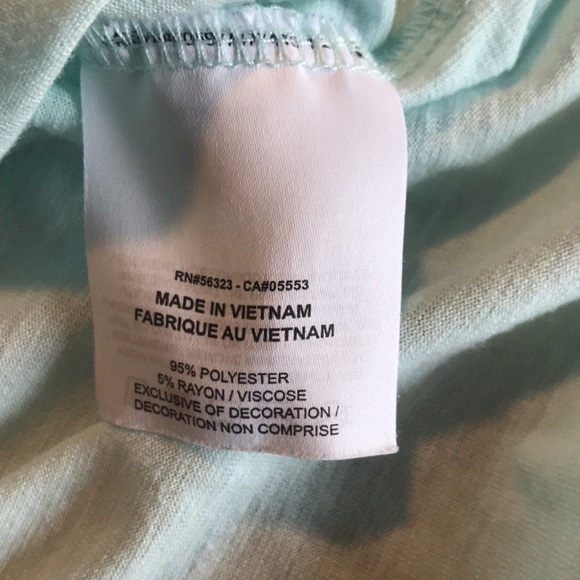 RN#56323 - CA#05553
MADE IN VIETNAM
FABRIQUE AU VIETNAM
95% POLYESTER
5% RAYON / VISCOSE
EXCLUSIVE OF DECORATION /
DECORATION NON COMPRISE